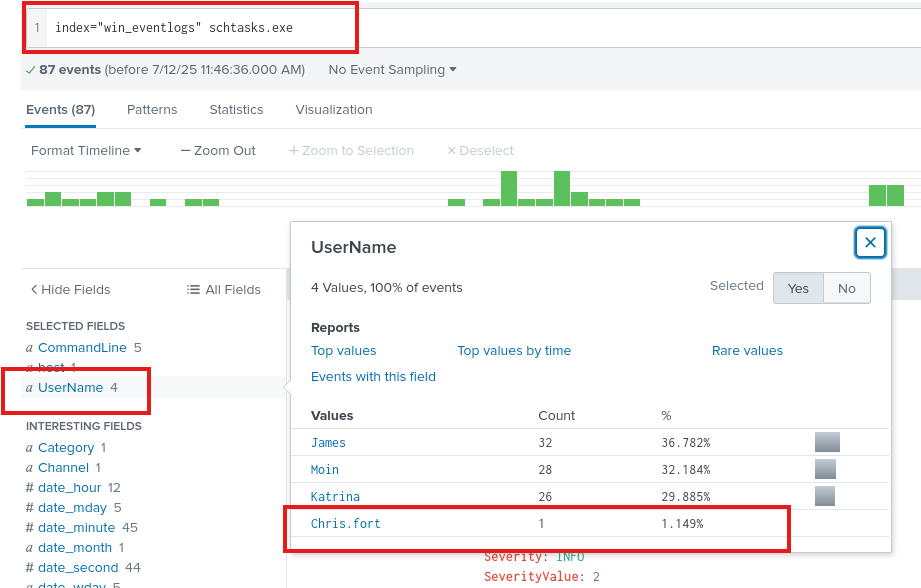 1 index="win_eventlogs" schtasks.exe
✓ 87 events (before 7/12/25 11:46:36.000 AM) No Event Sampling ▾
Events (87) Patterns Statistics Visualization
Format Timeline ▾ — Zoom Out + Zoom to Selection × Deselect
< Hide Fields All Fields
SELECTED FIELDS
a CommandLine 5
a host 1
a UserName 4
INTERESTING FIELDS
a Category 1
a Channel 1
# date_hour 12
# date_mday 5
# date_minute 45
a date_month 1
# date_second 44
a date_wday 5
UserName ×
4 Values, 100% of events Selected Yes No
Reports
Top values Top values by time Rare values
Events with this field
Values Count %
James 32 36.782%
Moin 28 32.184%
Katrina 26 29.885%
Chris.fort 1 1.149%
Severity: INFO
SeverityValue: 2